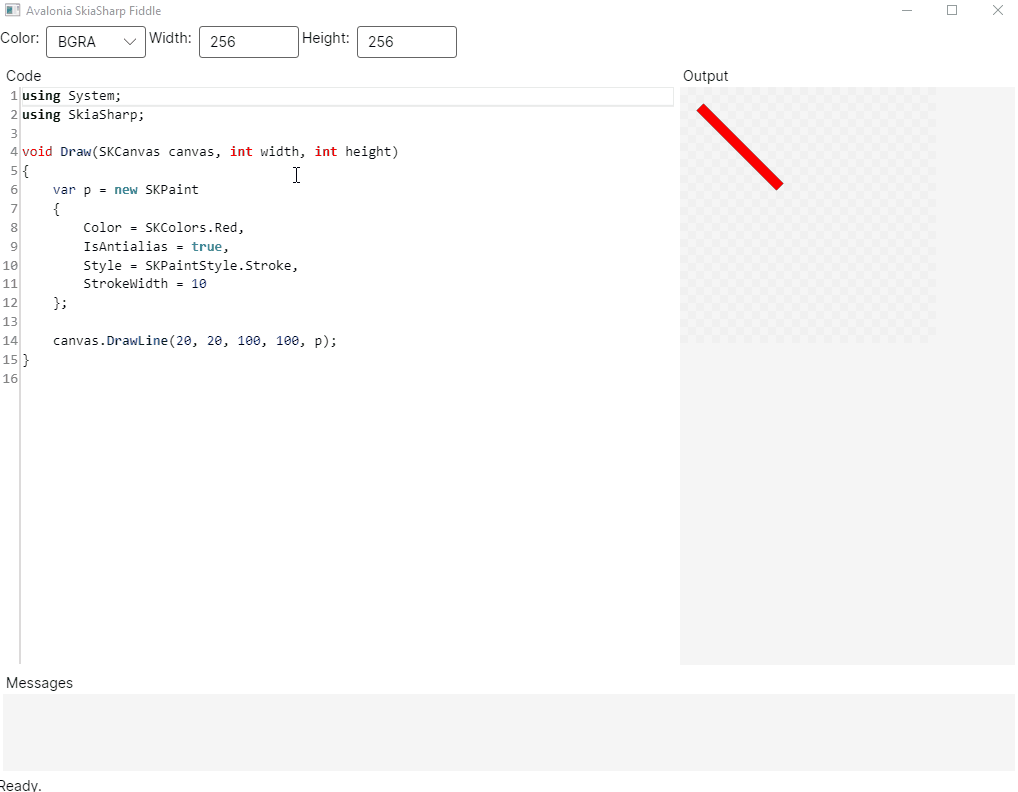 Avalonia SkiaSharp Fiddle
Color: BGRA Width: 256 Height: 256
Code
Output
1 using System;
2 using SkiaSharp;
3
4 void Draw(SKCanvas canvas, int width, int height)
5 {
6     var p = new SKPaint
7     {
8         Color = SKColors.Red,
9         IsAntialias = true,
10         Style = SKPaintStyle.Stroke,
11         StrokeWidth = 10
12     };
13
14     canvas.DrawLine(20, 20, 100, 100, p);
15 }
16
Messages
Ready.